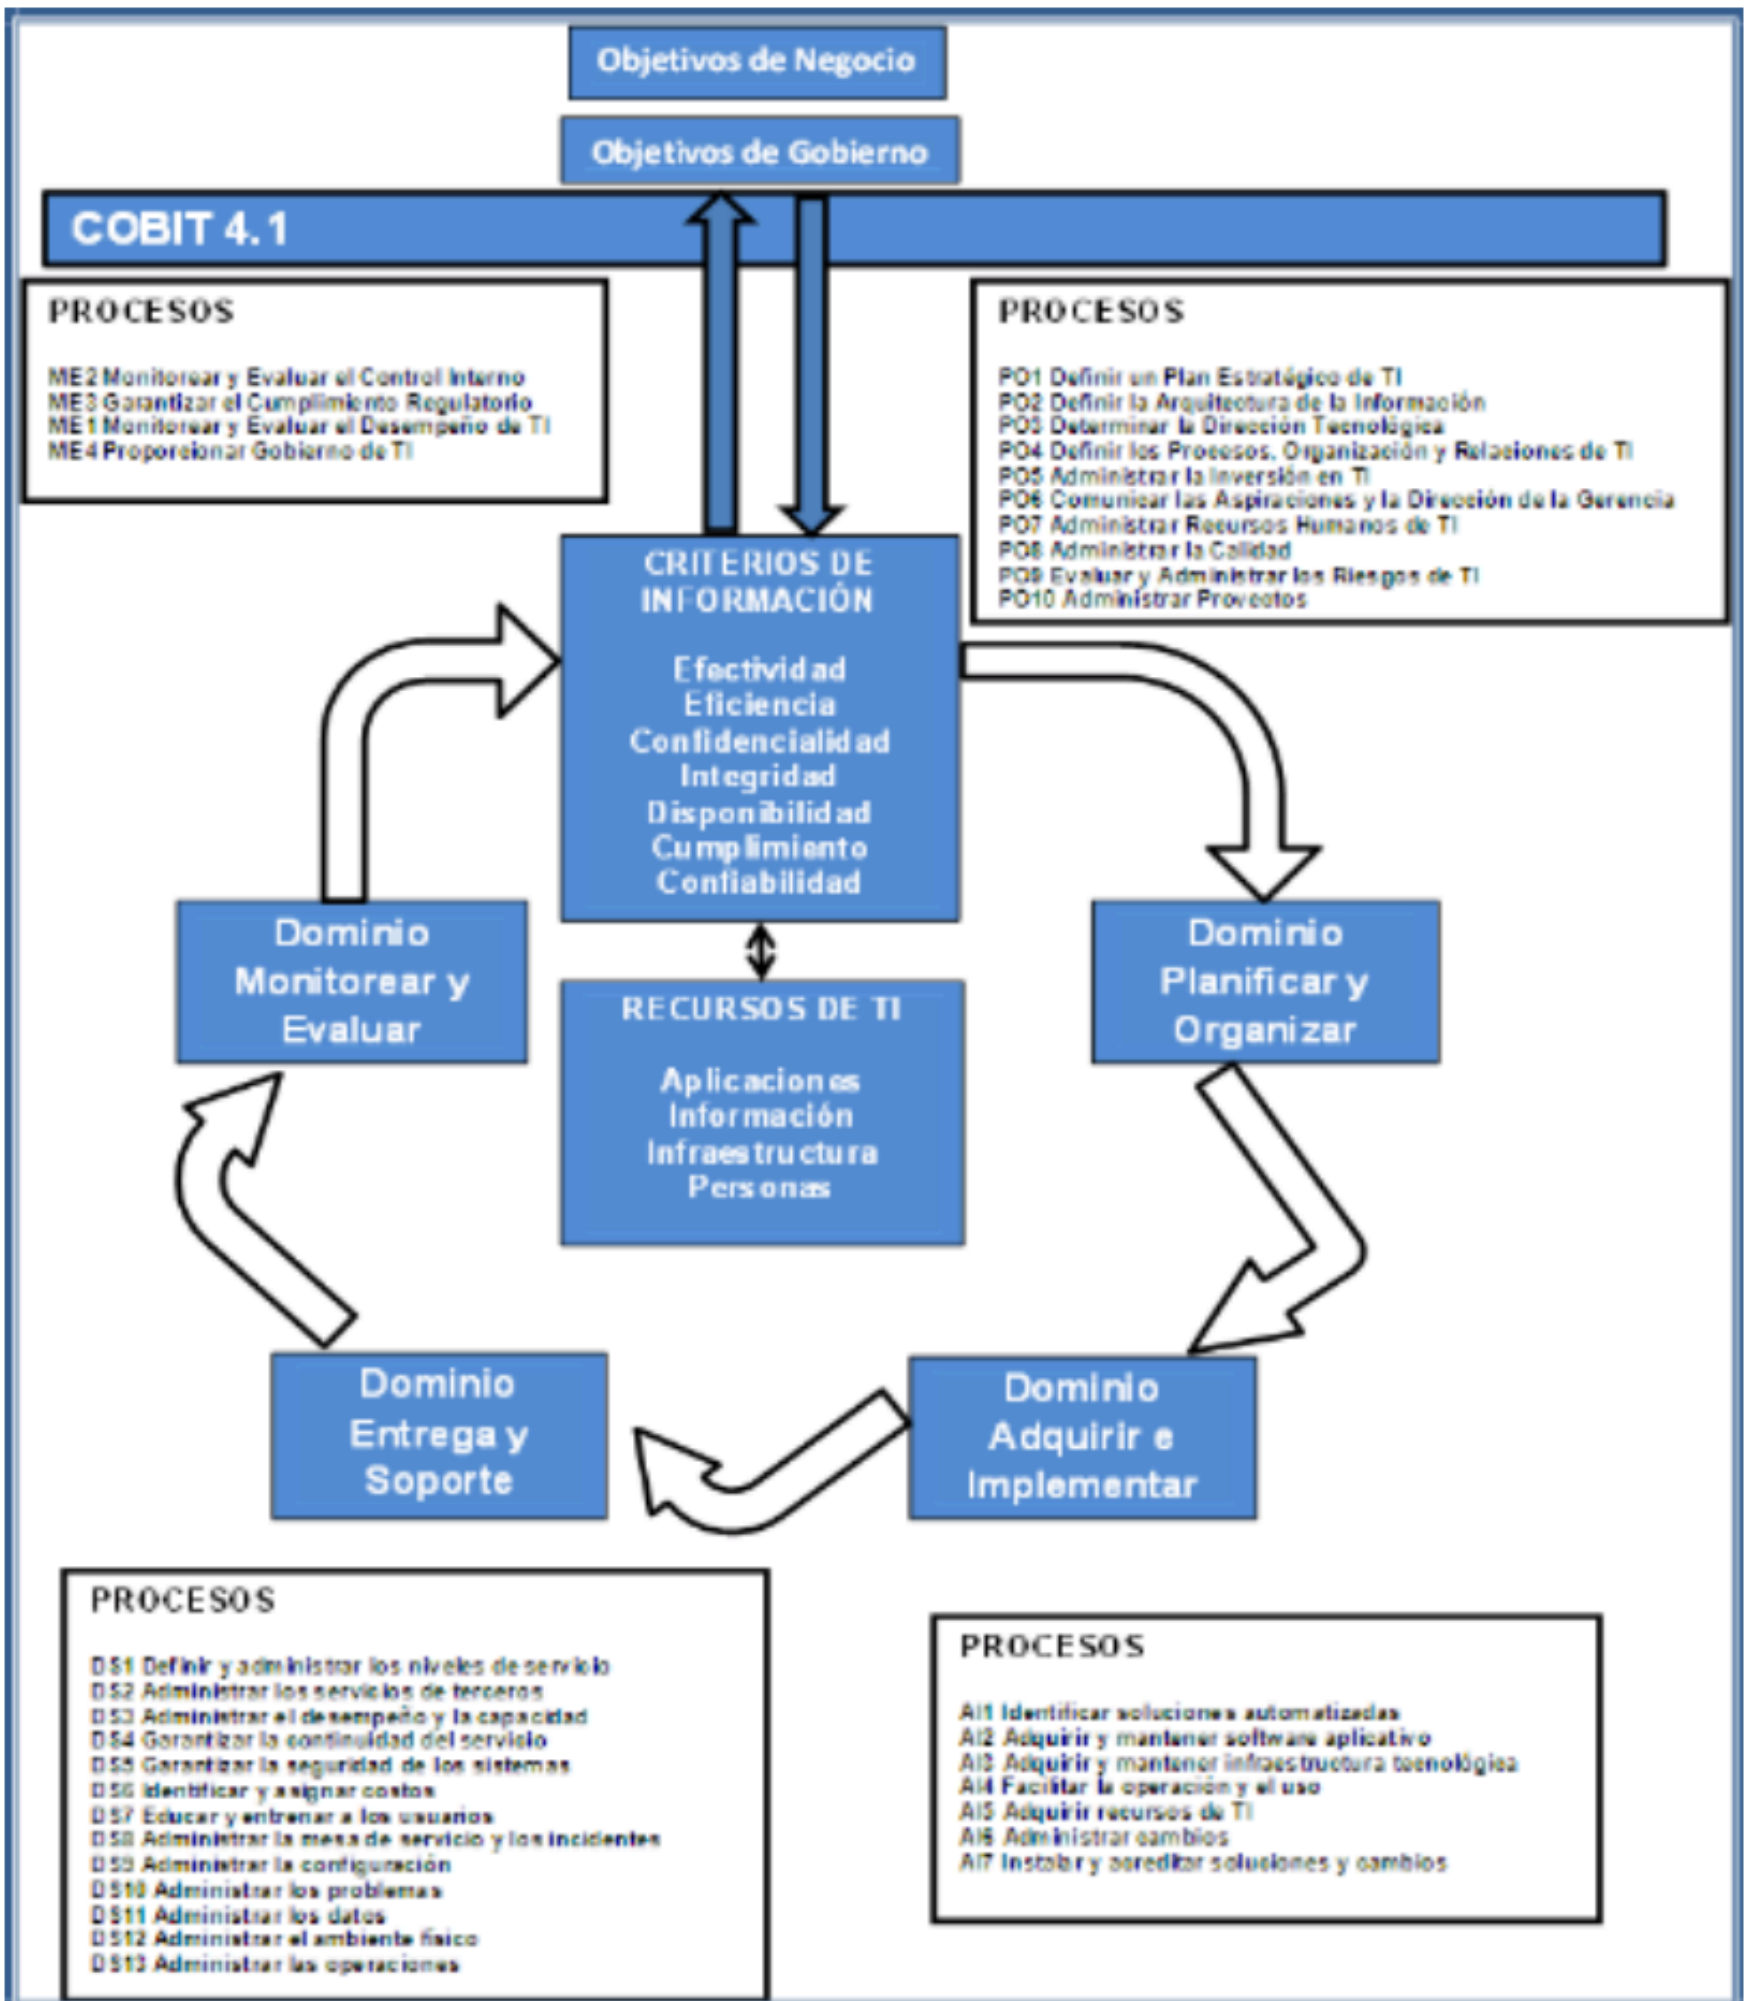 Objetivos de Negocio
Objetivos de Gobierno
COBIT 4.1
PROCESOS
ME2 Monitorear y Evaluar el Control Interno
ME3 Garantizar el Cumplimiento Regulatorio
ME1 Monitorear y Evaluar el Desempeño de TI
ME4 Proporcionar Gobierno de TI
PROCESOS
PO1 Definir un Plan Estratégico de TI
PO2 Definir la Arquitectura de la Información
PO3 Determinar la Dirección Tecnológica
PO4 Definir los Procesos, Organización y Relaciones de TI
PO5 Administrar la Inversión en TI
PO6 Comunicar las Aspiraciones y la Dirección de la Gerencia
PO7 Administrar Recursos Humanos de TI
PO8 Administrar la Calidad
PO9 Evaluar y Administrar los Riesgos de TI
PO10 Administrar Proyectos
CRITERIOS DE
INFORMACIÓN
Efectividad
Eficiencia
Confidencialidad
Integridad
Disponibilidad
Cumplimiento
Confiabilidad
Dominio
Monitorear y
Evaluar
RECURSOS DE TI
Aplicaciones
Información
Infraestructura
Personas
Dominio
Planificar y
Organizar
Dominio
Entrega y
Soporte
Dominio
Adquirir e
Implementar
PROCESOS
DS1 Definir y administrar los niveles de servicio
DS2 Administrar los servicios de terceros
DS3 Administrar el desempeño y la capacidad
DS4 Garantizar la continuidad del servicio
DS5 Garantizar la seguridad de los sistemas
DS6 Identificar y asignar costos
DS7 Educar y entrenar a los usuarios
DS8 Administrar la mesa de servicio y los incidentes
DS9 Administrar la configuración
DS10 Administrar los problemas
DS11 Administrar los datos
DS12 Administrar el ambiente físico
DS13 Administrar las operaciones
PROCESOS
AI1 Identificar soluciones automatizadas
AI2 Adquirir y mantener software aplicativo
AI3 Adquirir y mantener infraestructura tecnológica
AI4 Facilitar la operación y el uso
AI5 Adquirir recursos de TI
AI6 Administrar cambios
AI7 Instalar y acreditar soluciones y cambios